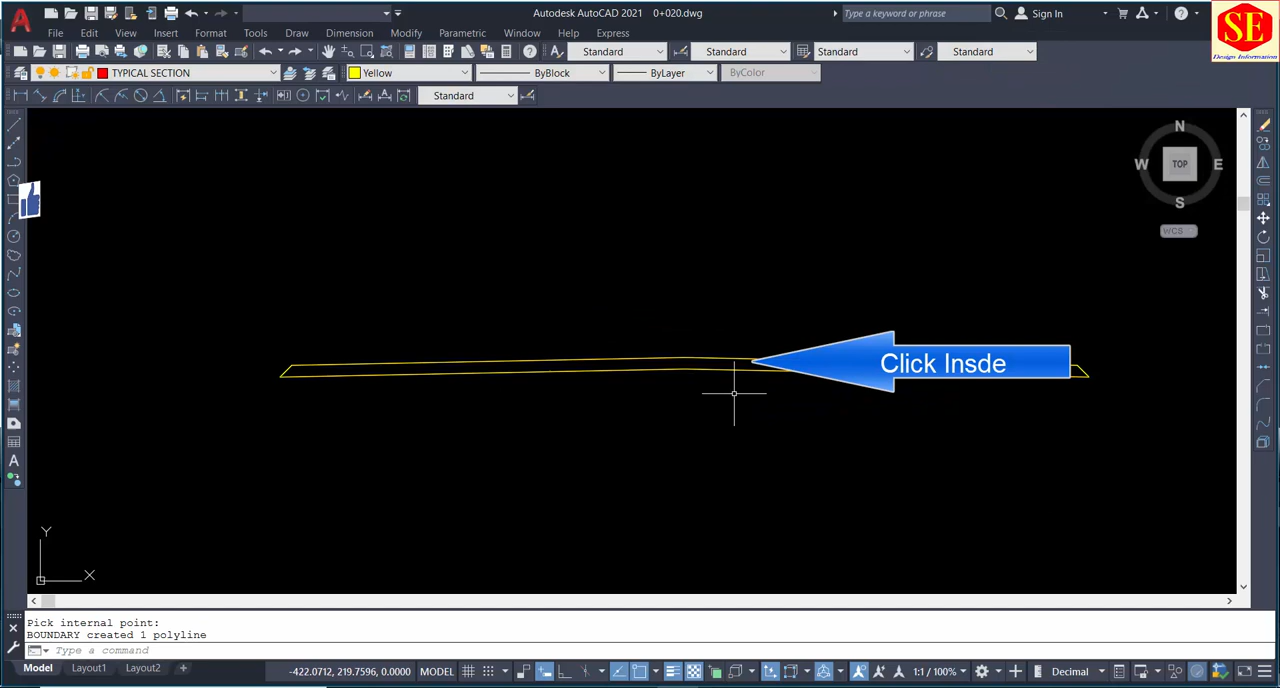 Autodesk AutoCAD 2021 0+020.dwg
Type a keyword or phrase
Sign In
SE
Design Information
File Edit View Insert Format Tools Draw Dimension Modify Parametric Window Help Express
Standard Standard Standard Standard
TYPICAL SECTION Yellow ByBlock ByLayer ByColor
Standard
N
W TOP E
S
WCS
Click Insde
Y
X
Pick internal point:
BOUNDARY created 1 polyline
Type a command
Model Layout1 Layout2 +
-422.0712, 219.7596, 0.0000 MODEL 1:1 / 100% Decimal